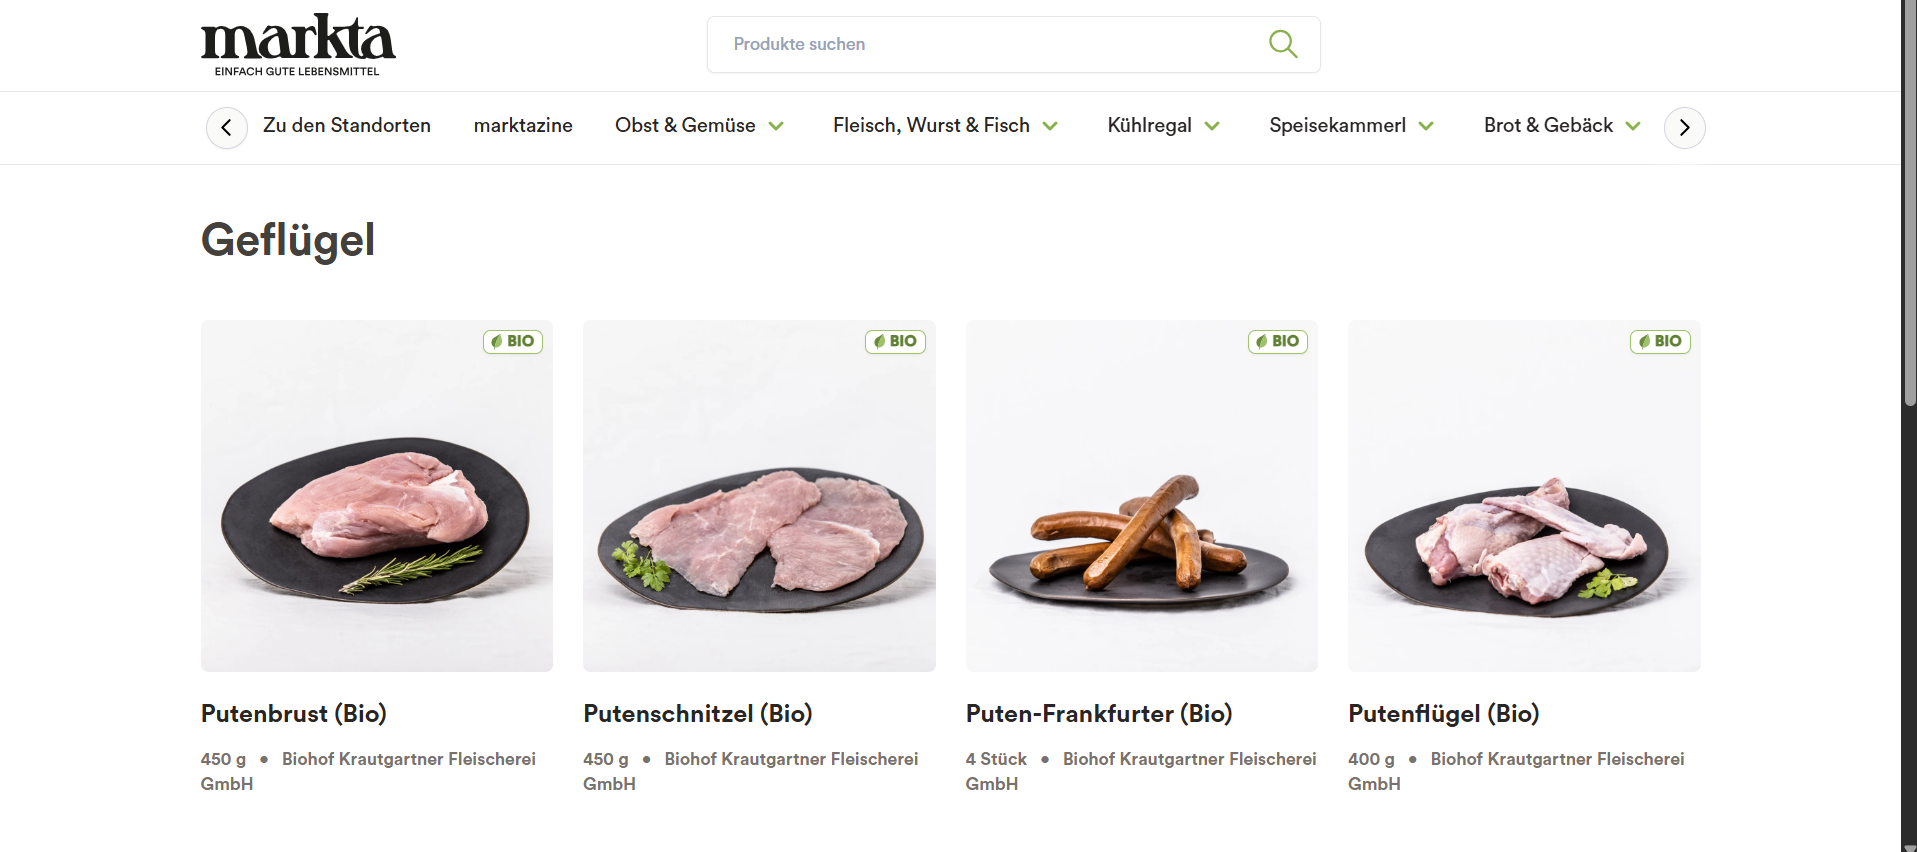 markta
EINFACH GUTE LEBENSMITTEL
Produkte suchen
Zu den Standorten
marktazine
Obst & Gemüse
Fleisch, Wurst & Fisch
Kühlregal
Speisekammerl
Brot & Gebäck
Geflügel
BIO
BIO
BIO
BIO
Putenbrust (Bio)
450 g • Biohof Krautgartner Fleischerei
GmbH
Putenschnitzel (Bio)
450 g • Biohof Krautgartner Fleischerei
GmbH
Puten-Frankfurter (Bio)
4 Stück • Biohof Krautgartner Fleischerei
GmbH
Putenflügel (Bio)
400 g • Biohof Krautgartner Fleischerei
GmbH